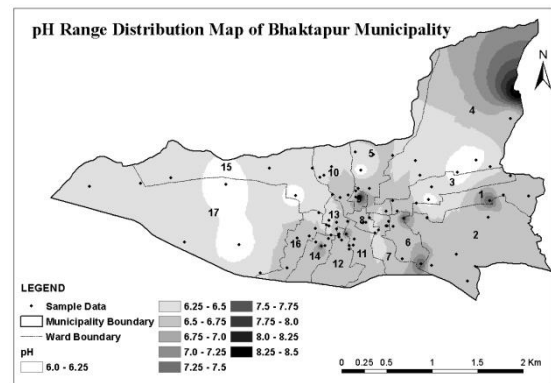 pH Range Distribution Map of Bhaktapur Municipality
N
4
5
15
10
3
1
9
17
13
8
2
16
6
14
11
7
12
LEGEND
Sample Data
Municipality Boundary
Ward Boundary
pH
6.0 - 6.25
6.25 - 6.5
6.5 - 6.75
6.75 - 7.0
7.0 - 7.25
7.25 - 7.5
7.5 - 7.75
7.75 - 8.0
8.0 - 8.25
8.25 - 8.5
0 0.25 0.5 1 1.5 2 Km